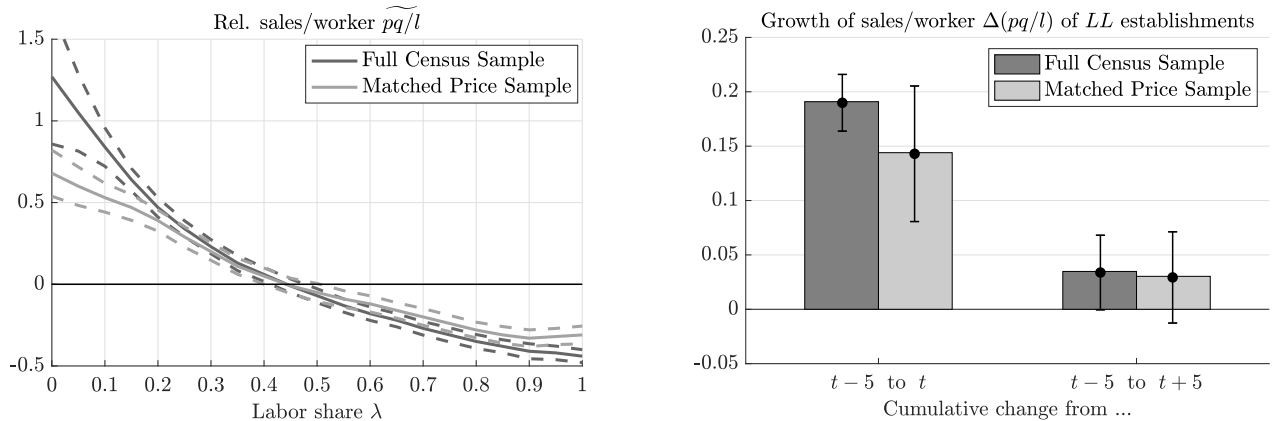 Rel. sales/worker p͠q/l
1.5
1
0.5
0
-0.5
Full Census Sample
Matched Price Sample
0 0.1 0.2 0.3 0.4 0.5 0.6 0.7 0.8 0.9 1
Labor share λ
Growth of sales/worker Δ(pq/l) of LL establishments
0.25
0.2
0.15
0.1
0.05
0
-0.05
Full Census Sample
Matched Price Sample
t − 5 to t t − 5 to t + 5
Cumulative change from ...